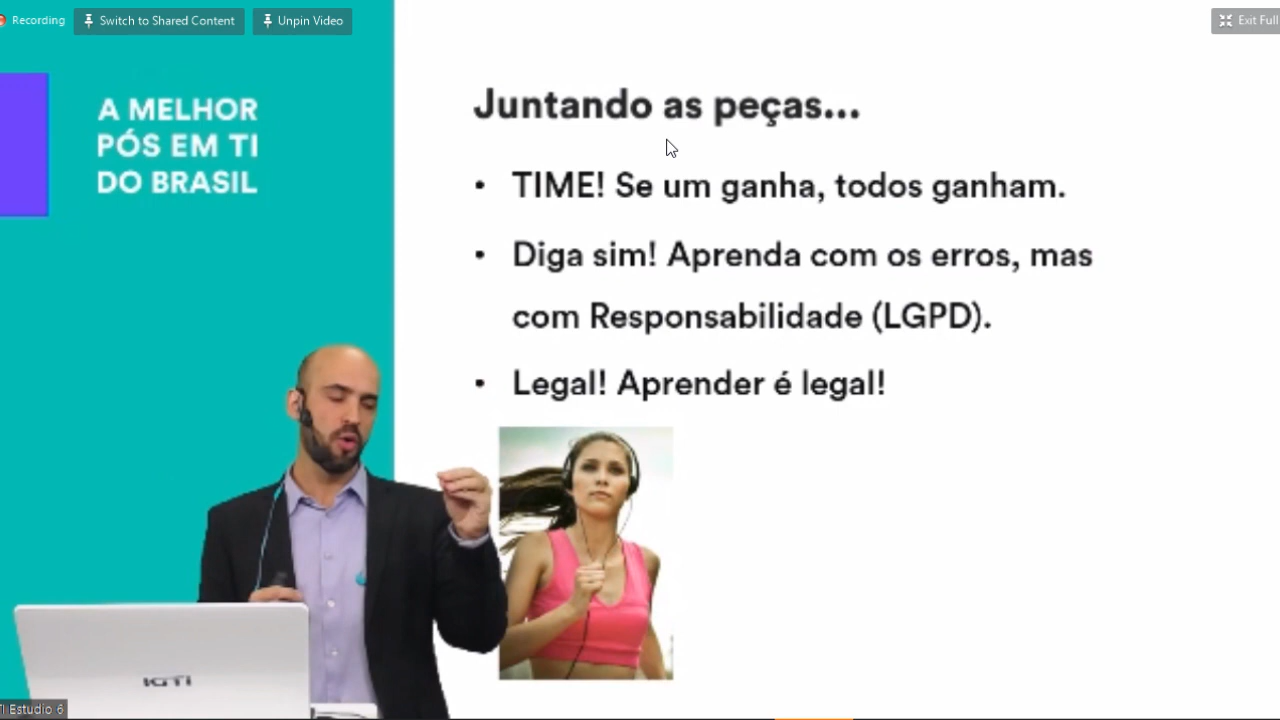 Recording
Switch to Shared Content
Unpin Video
Exit Full
A MELHOR
PÓS EM TI
DO BRASIL
Juntando as peças...
• TIME! Se um ganha, todos ganham.
• Diga sim! Aprenda com os erros, mas
com Responsabilidade (LGPD).
• Legal! Aprender é legal!
IGTI
TI Estudio 6